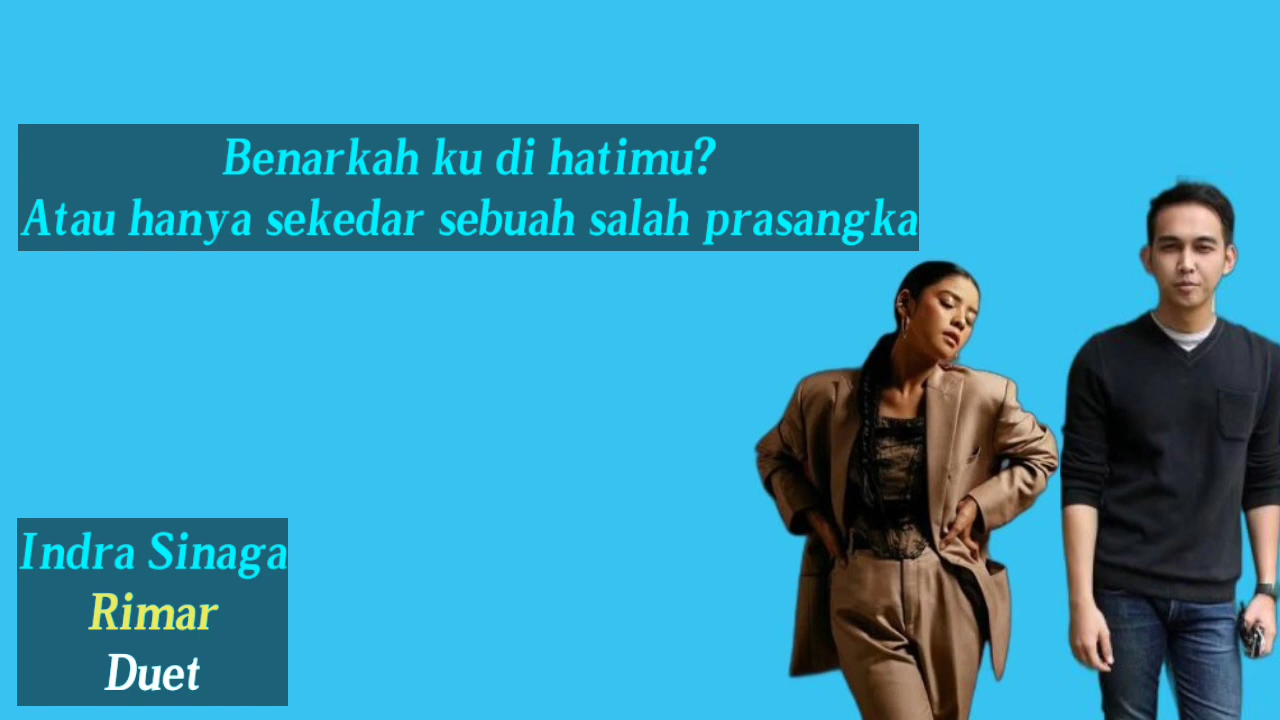 Benarkah ku di hatimu?
Atau hanya sekedar sebuah salah prasangka
Indra Sinaga
Rimar
Duet